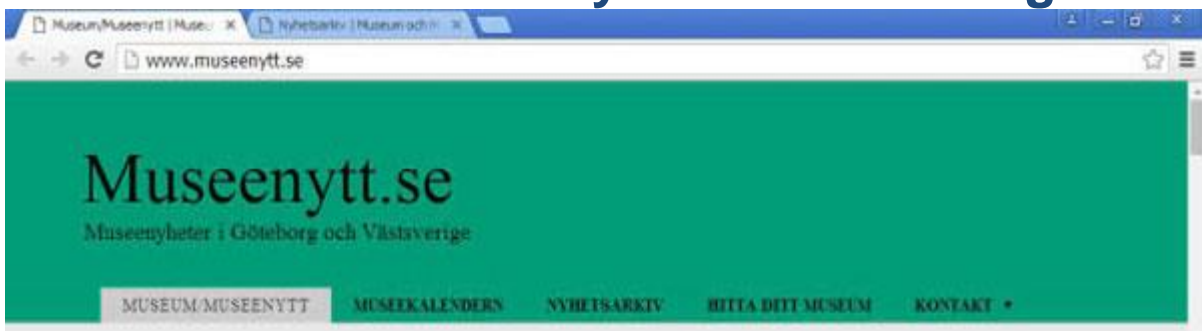 Museum/Museenytt | Museu
Nyhetsarkiv | Museum och
www.museenytt.se
Museenytt.se
Museenyheter i Göteborg och Västsverige
MUSEUM/MUSEENYTT MUSEEKALENDERN NYHETSARKIV HITTA DITT MUSEUM KONTAKT